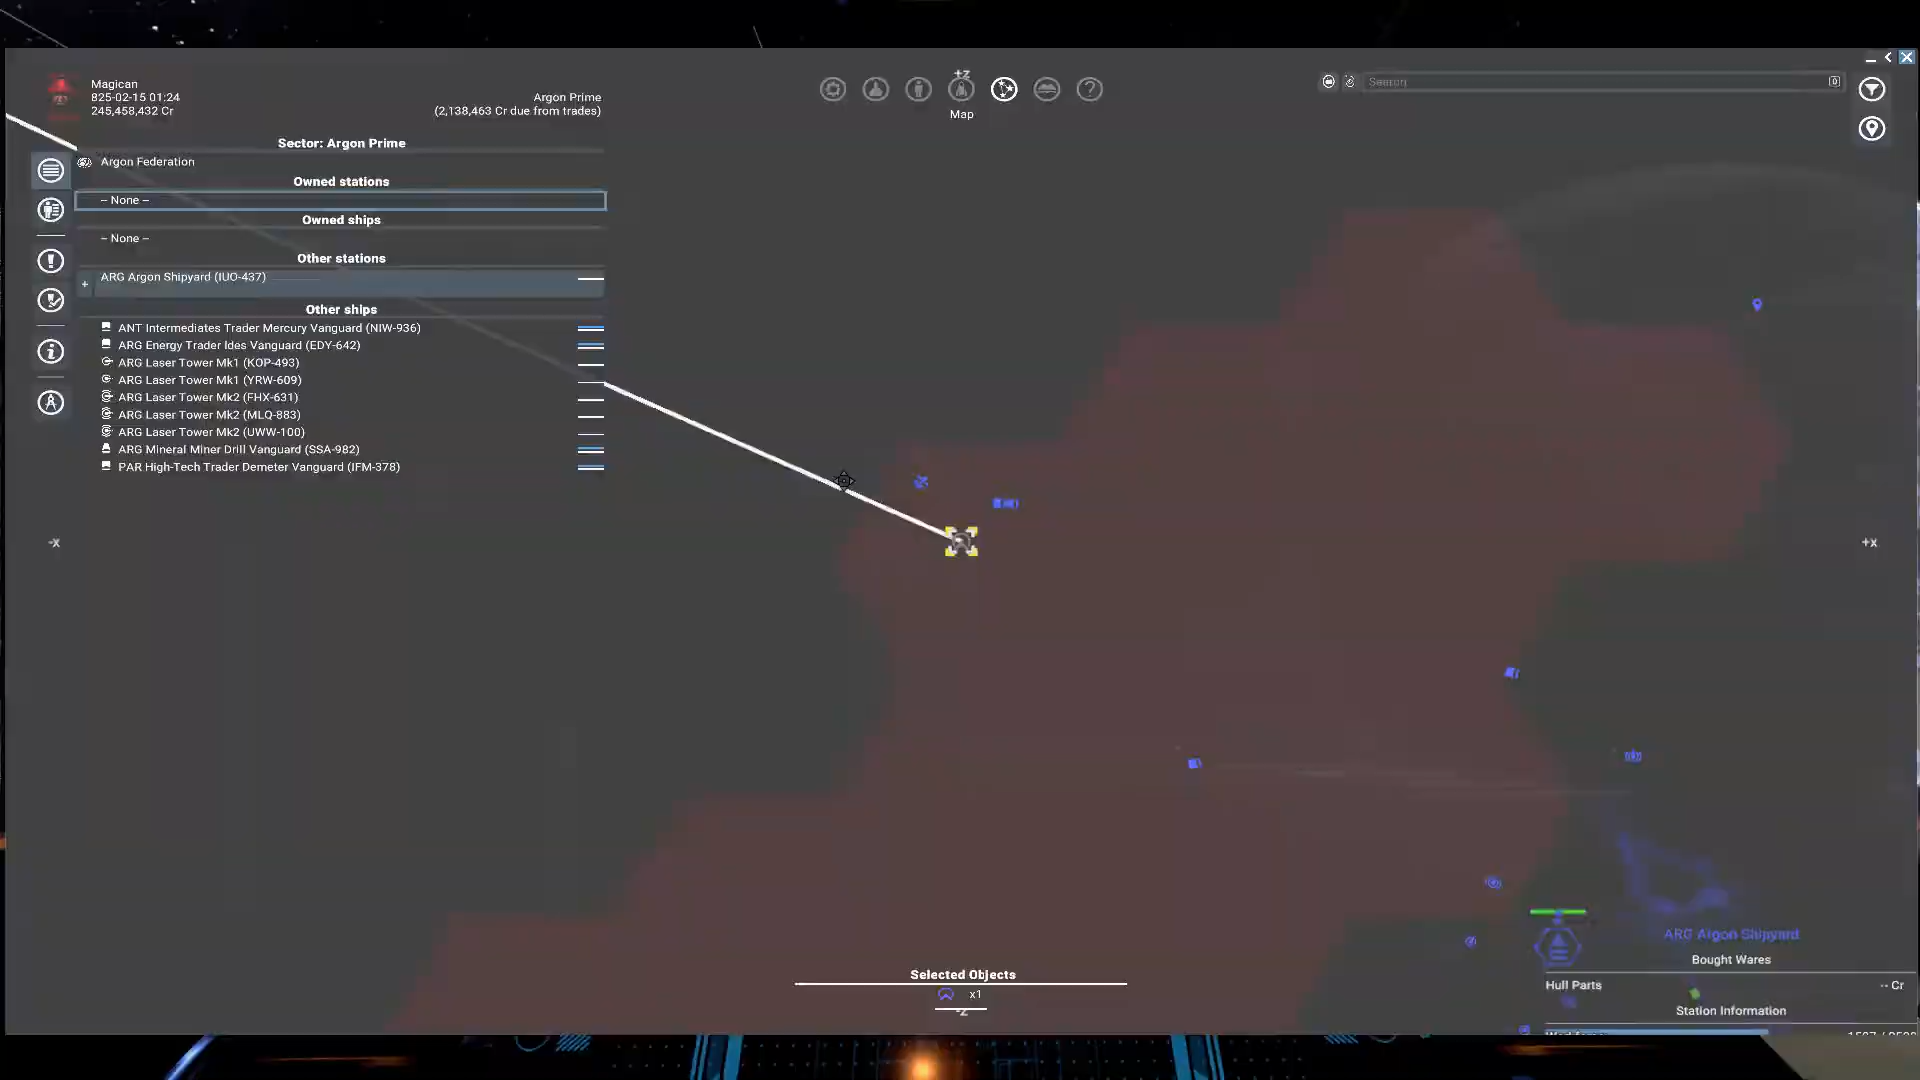 Magican
825-02-15 01:24
245,458,432 Cr
Argon Prime
(2,138,463 Cr due from trades)
+Z
Map
Search
Sector: Argon Prime
Argon Federation
Owned stations
– None –
Owned ships
– None –
Other stations
ARG Argon Shipyard (IUO-437)
+
Other ships
ANT Intermediates Trader Mercury Vanguard (NIW-936)
ARG Energy Trader Ides Vanguard (EDY-642)
ARG Laser Tower Mk1 (KOP-493)
ARG Laser Tower Mk1 (YRW-609)
ARG Laser Tower Mk2 (FHX-631)
ARG Laser Tower Mk2 (MLQ-883)
ARG Laser Tower Mk2 (UWW-100)
ARG Mineral Miner Drill Vanguard (SSA-982)
PAR High-Tech Trader Demeter Vanguard (IFM-378)
-X
+X
Selected Objects
x1
-Z
ARG Argon Shipyard
Bought Wares
Hull Parts -- Cr
Station Information